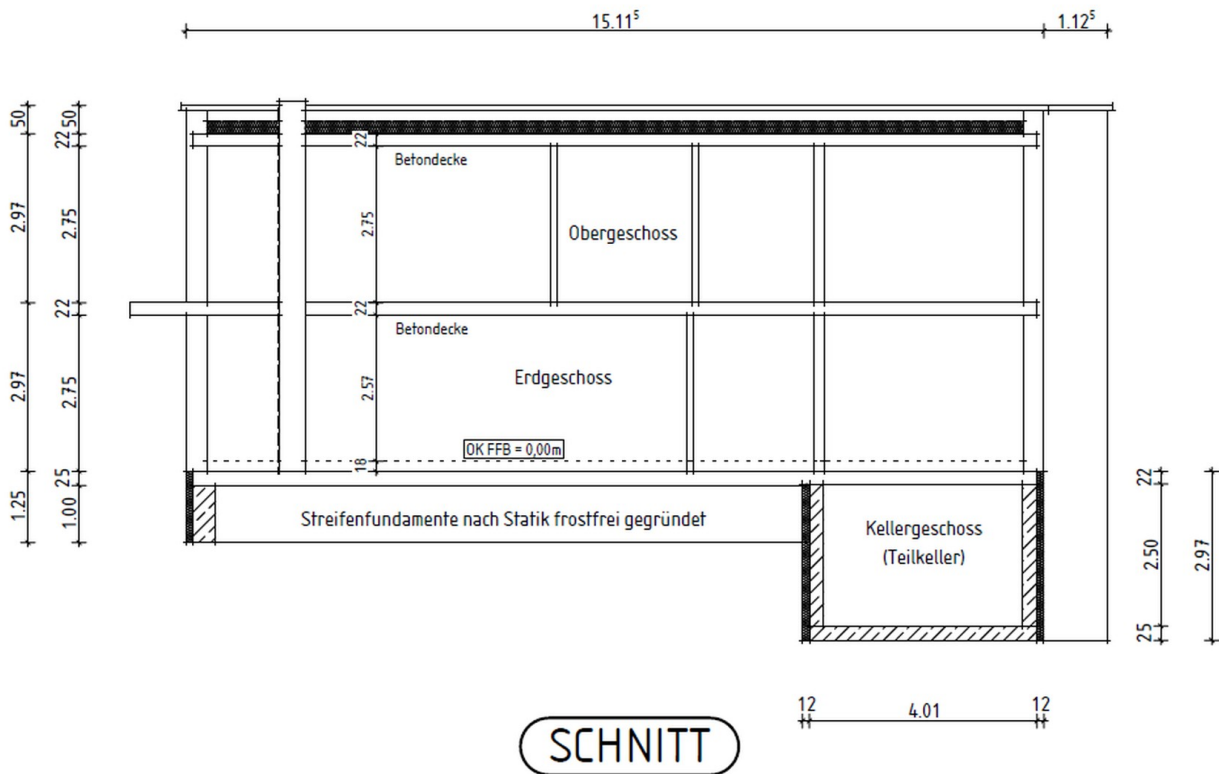 15.11⁵
1.12⁵
50
50
22
22
2.97
2.75
Betondecke
2.75
Obergeschoss
22
22
Betondecke
2.97
2.75
2.57
Erdgeschoss
OK FFB = 0,00m
18
25
22
1.25
1.00
Streifenfundamente nach Statik frostfrei gegründet
Kellergeschoss
(Teilkeller)
2.50
2.97
25
12
4.01
12
SCHNITT